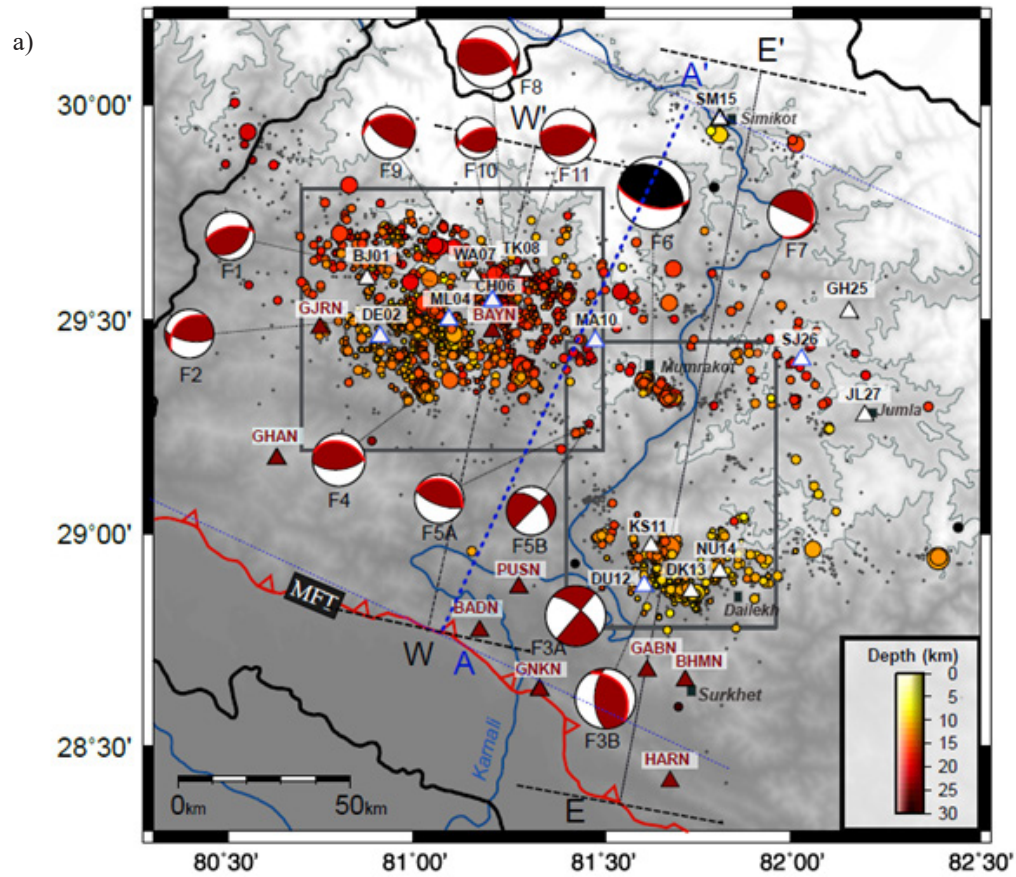 a)
30°00'
29°30'
29°00'
28°30'
80°30'
81°00'
81°30'
82°00'
82°30'
E'
A'
W'
F8
SM15
Simikot
F9
F10
F11
F6
F7
F1
BJ01
WA07
TK08
CH06
GH25
GJRN
DE02
ML04
BAYN
MA10
SJ26
F2
Mumrakot
JL27
Jumla
GHAN
F4
F5A
F5B
KS11
NU14
PUSN
DU12
DK13
Dailekh
MFT
BADN
F3A
W
A
GABN
BHMN
GNKN
Surkhet
F3B
Karnali
HARN
E
0km
50km
Depth (km)
0
5
10
15
20
25
30